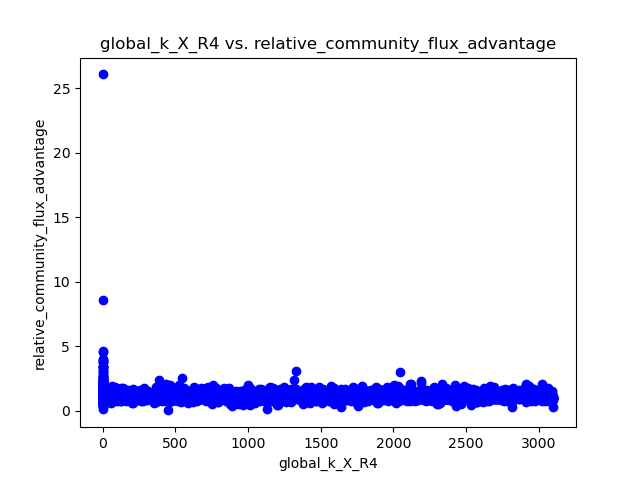 global_k_X_R4 vs. relative_community_flux_advantage
relative_community_flux_advantage
25
20
15
10
5
0
0 500 1000 1500 2000 2500 3000
global_k_X_R4